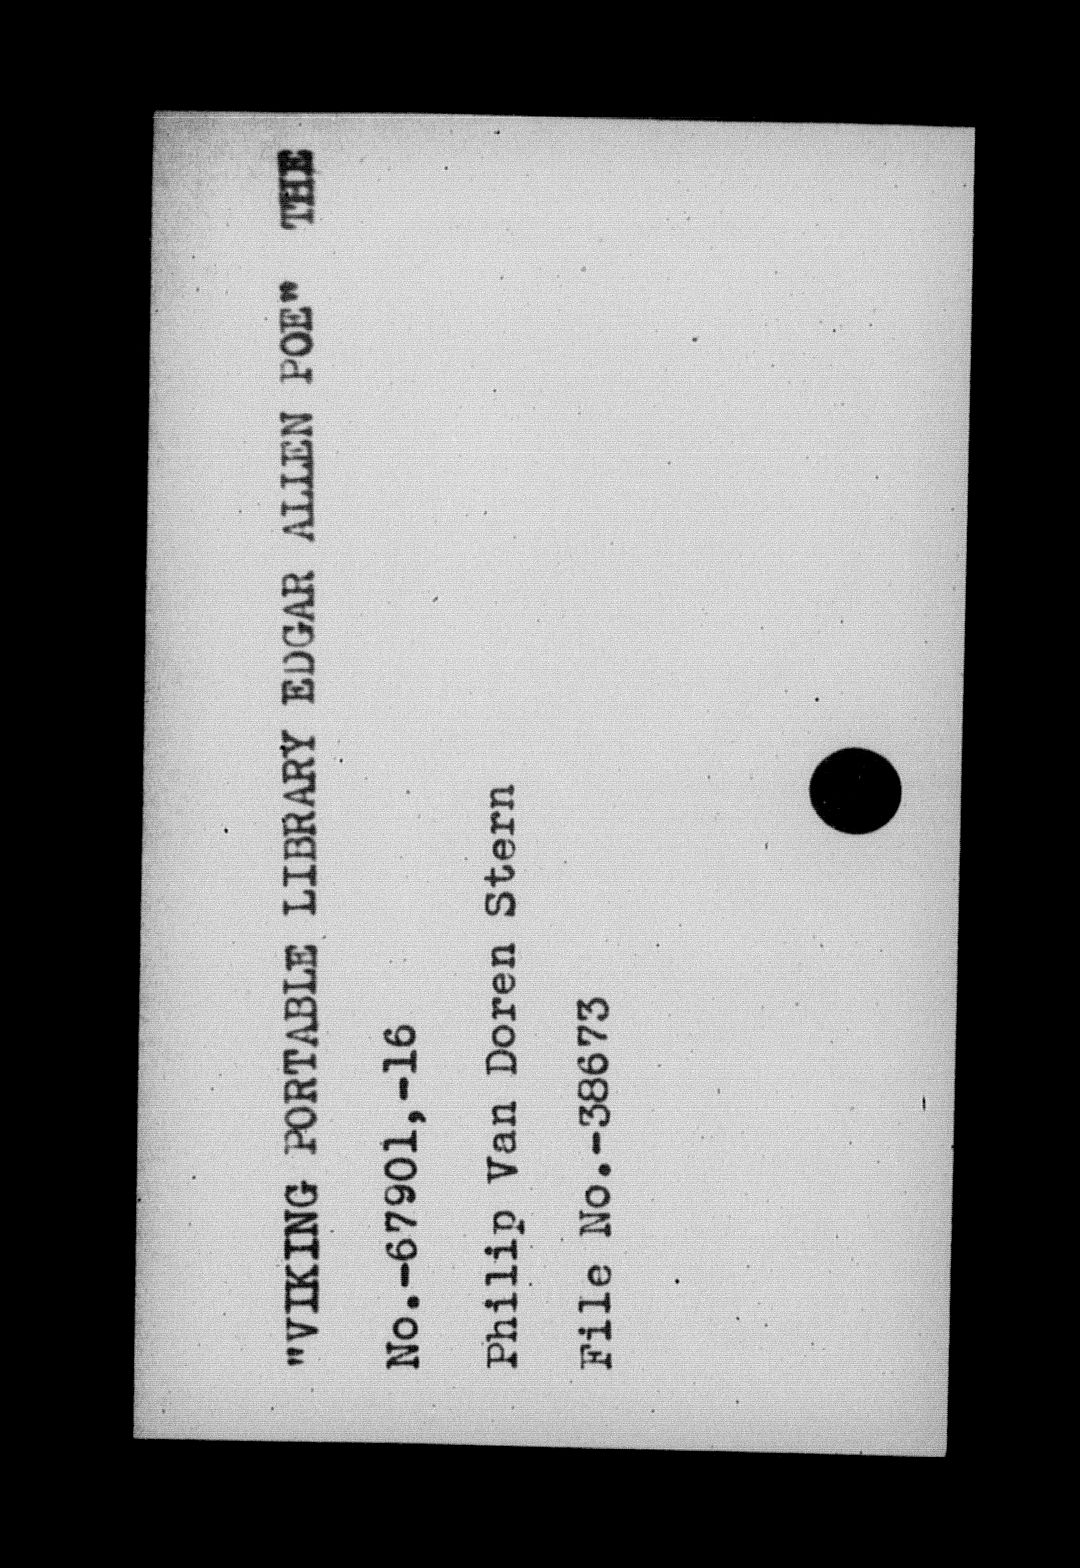 "VIKING PORTABLE LIBRARY EDGAR ALLEN POE" THE
No.-67901,-16
Philip Van Doren Stern
File No.-38673